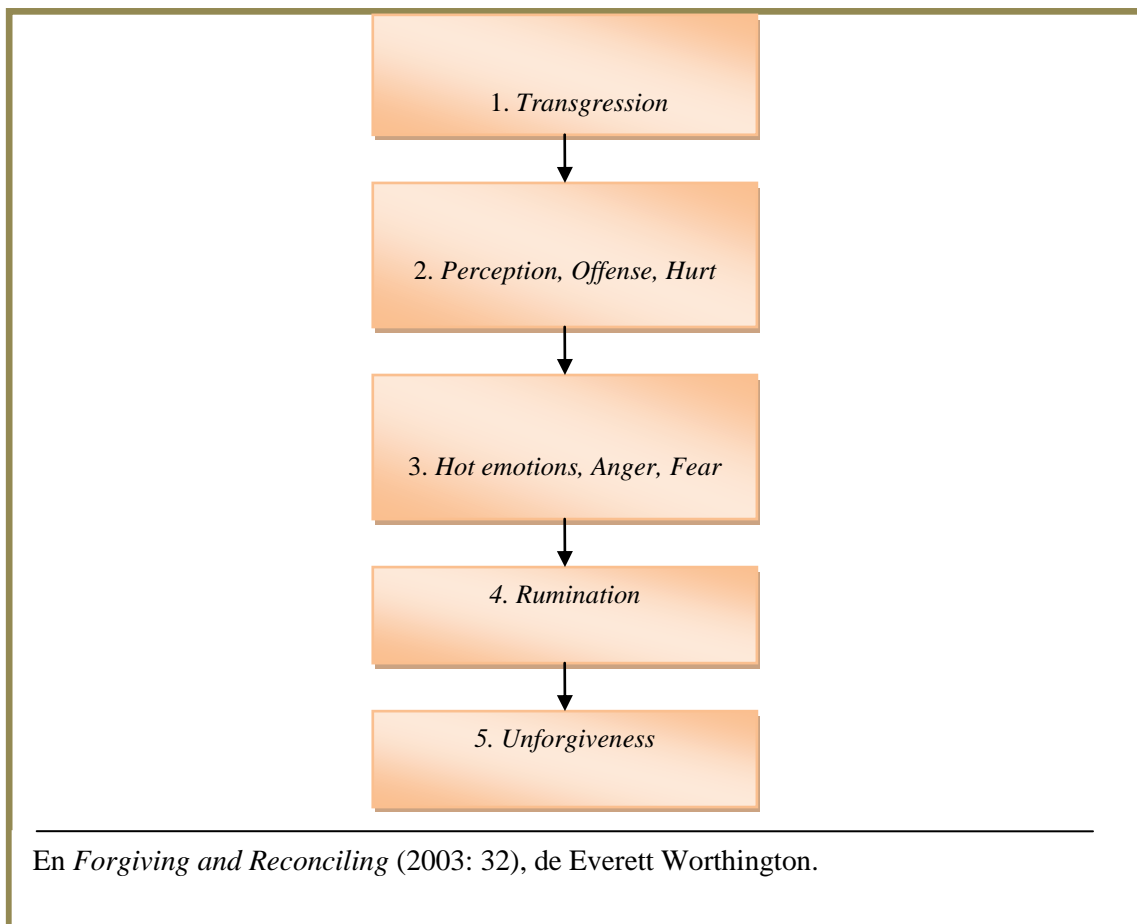 1. Transgression
2. Perception, Offense, Hurt
3. Hot emotions, Anger, Fear
4. Rumination
5. Unforgiveness
En Forgiving and Reconciling (2003: 32), de Everett Worthington.